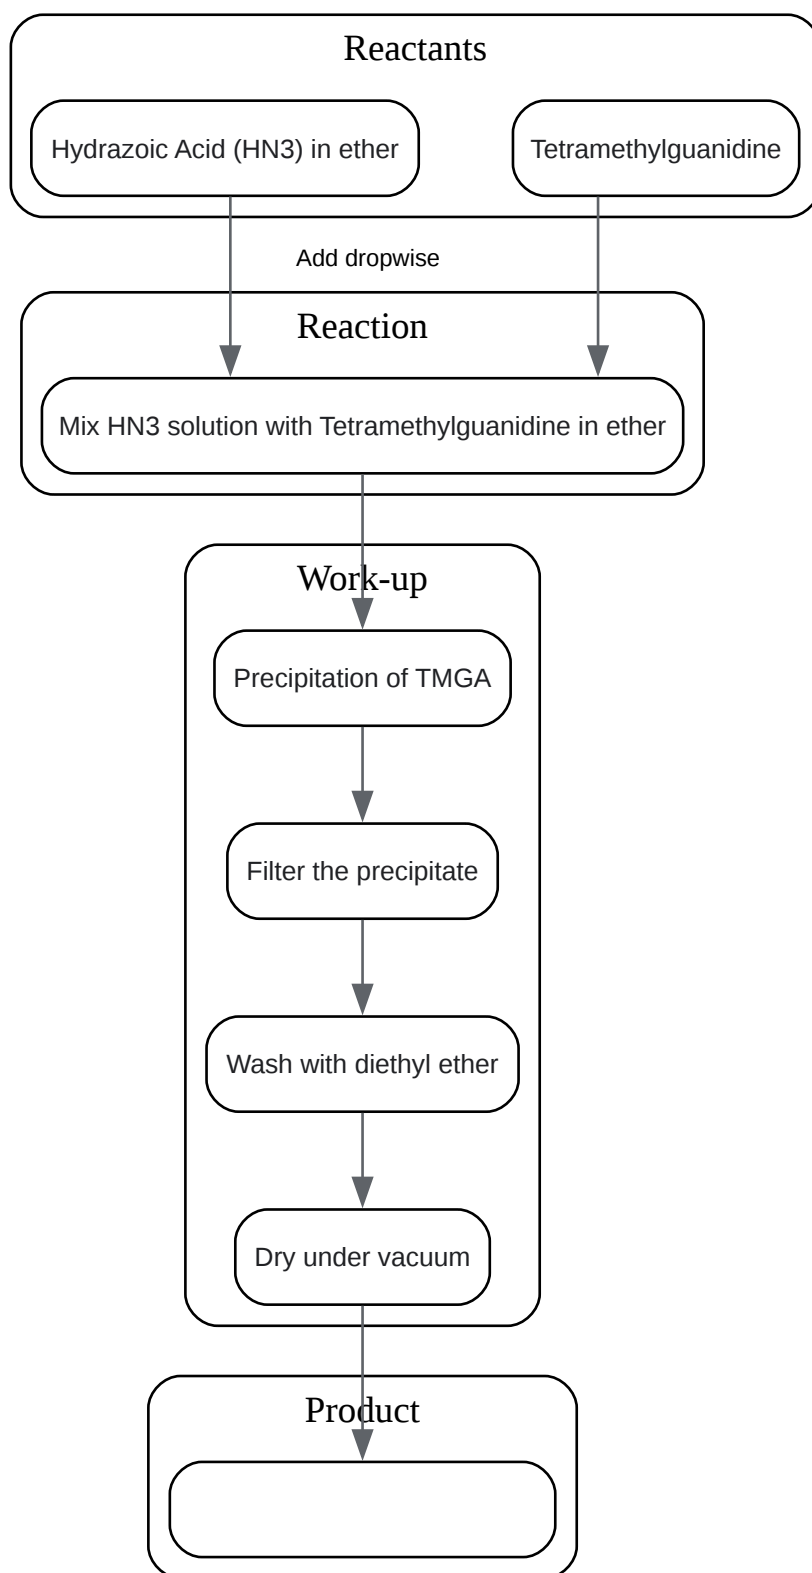 Reactants
Hydrazoic Acid (HN3) in ether
Tetramethylguanidine
Add dropwise
Reaction
Mix HN3 solution with Tetramethylguanidine in ether
Work-up
Precipitation of TMGA
Filter the precipitate
Wash with diethyl ether
Dry under vacuum
Product